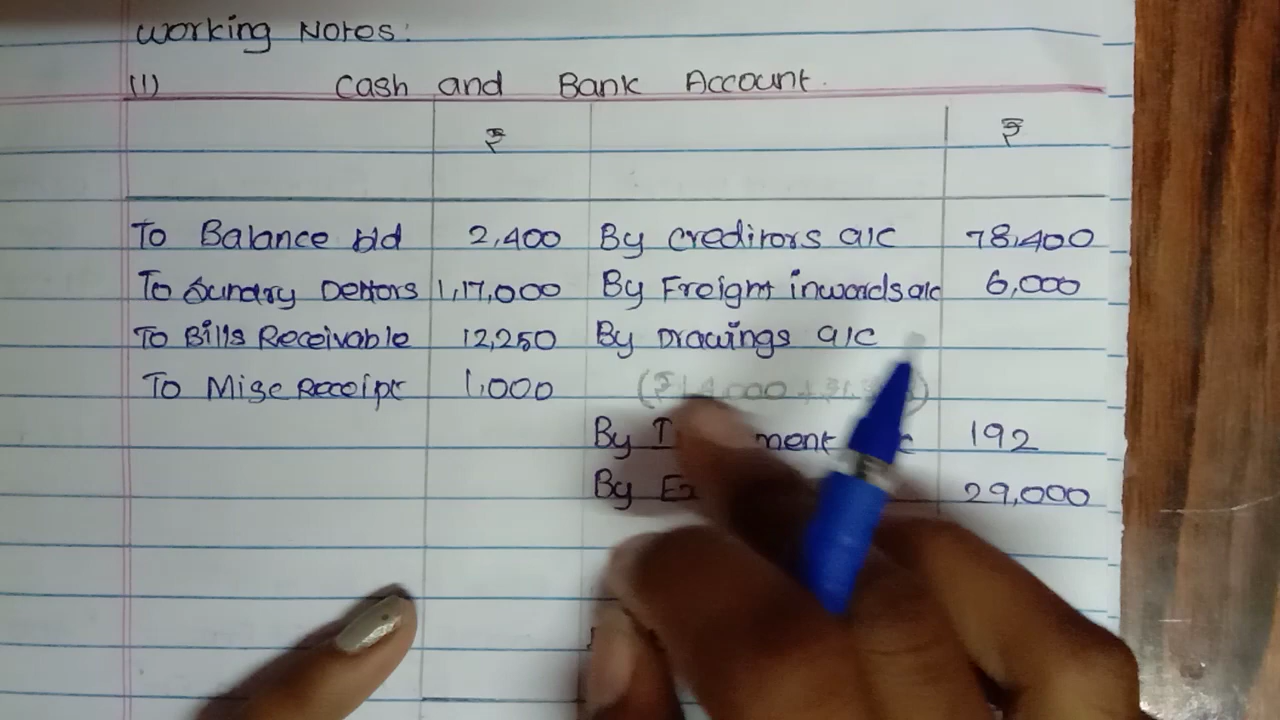 Working Notes:
(1) Cash and Bank Account.
₹ ₹
To Balance b/d 2,400 By creditors a/c 78,400
To Sundry Debtors 1,17,000 By Freight inwards a/c 6,000
To Bills Receivable 12,250 By Drawings a/c
To Misc Receipt 1,000
By 192
By 29,000